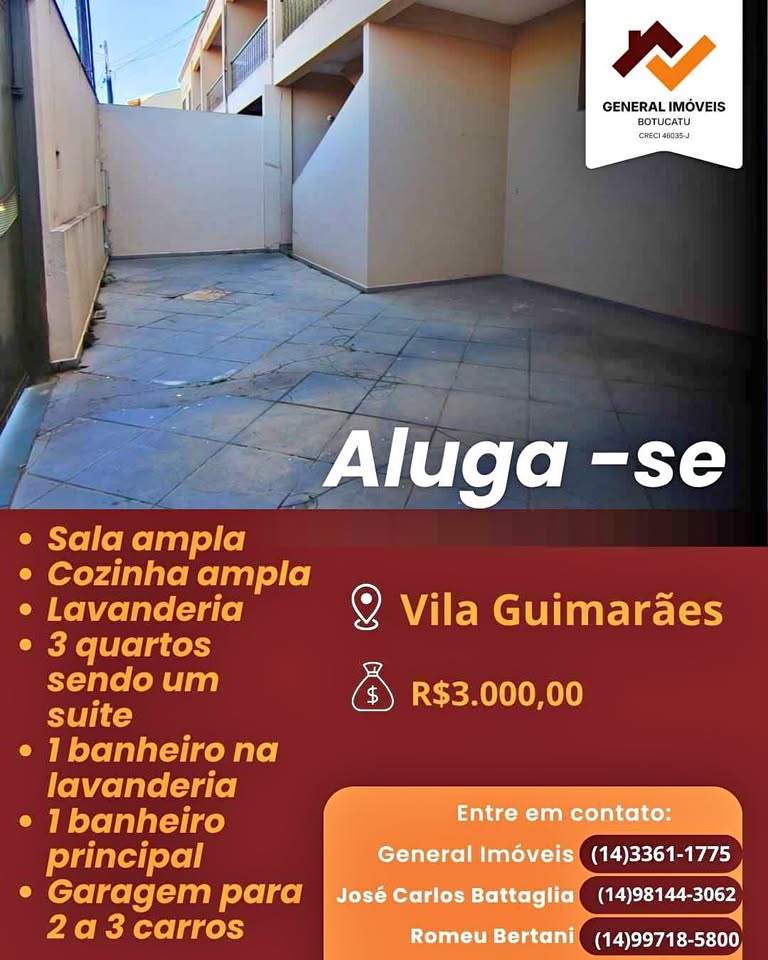 GENERAL IMÓVEIS
BOTUCATU
CRECI 46035-J
Aluga -se
• Sala ampla
• Cozinha ampla
• Lavanderia
• 3 quartos
sendo um
suite
• 1 banheiro na
lavanderia
• 1 banheiro
principal
• Garagem para
2 a 3 carros
Vila Guimarães
$ R$3.000,00
Entre em contato:
General Imóveis (14)3361-1775
José Carlos Battaglia (14)98144-3062
Romeu Bertani (14)99718-5800